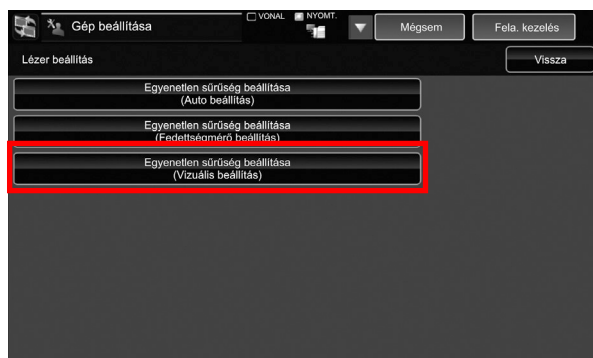 Gép beállítása
VONAL
NYOMT.
Mégsem
Fela. kezelés
Lézer beállítás
Vissza
Egyenetlen sűrűség beállítása
(Auto beállítás)
Egyenetlen sűrűség beállítása
(Fedettségmérő beállítás)
Egyenetlen sűrűség beállítása
(Vizuális beállítás)